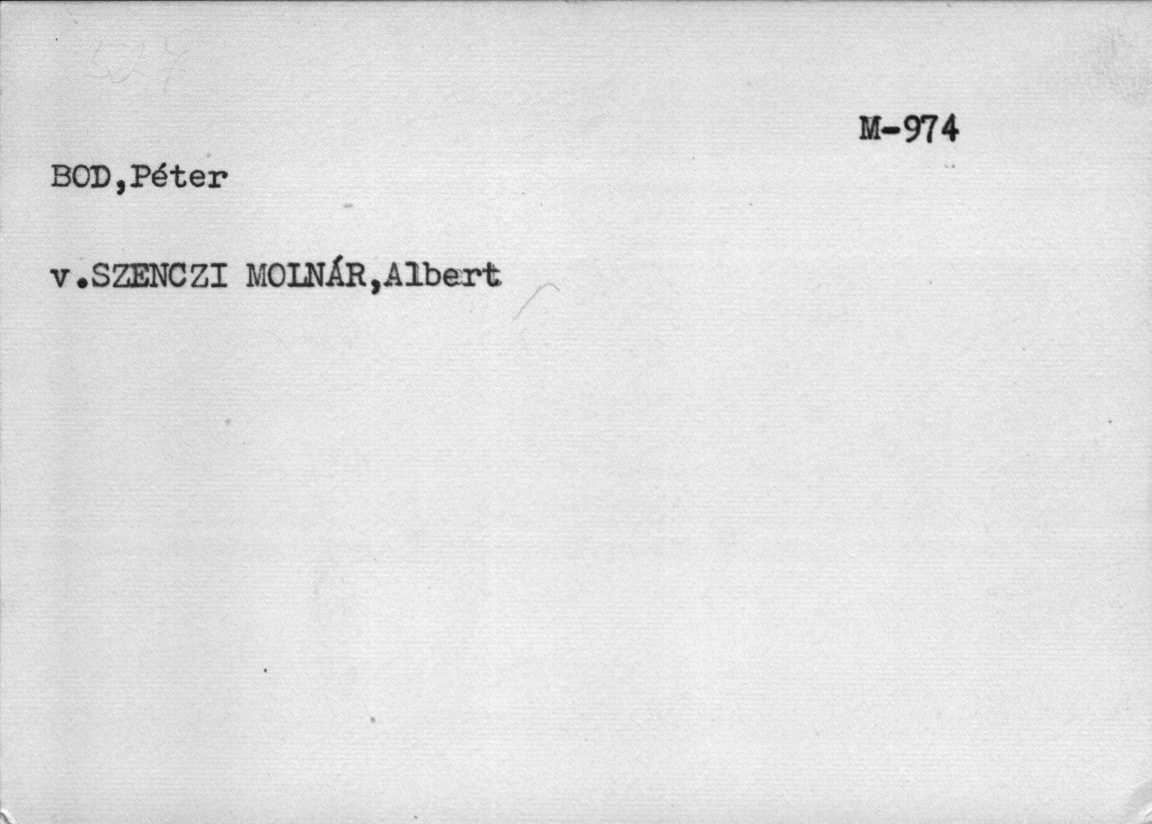 M-974
BOD,Péter
v.SZENCZI MOLNÁR,Albert